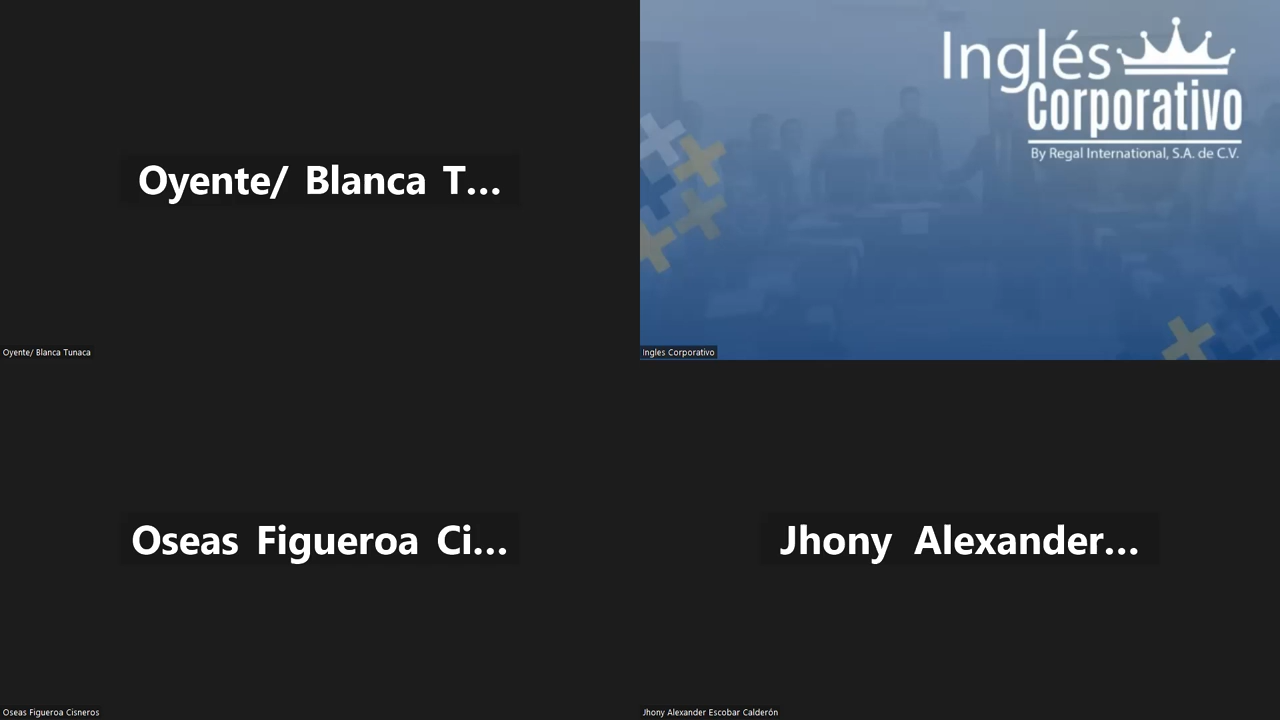 Oyente/ Blanca T...
Oyente/ Blanca Tunaca
Inglés
Corporativo
By Regal International, S.A. de C.V.
Ingles Corporativo
Oseas Figueroa Ci...
Oseas Figueroa Cisneros
Jhony Alexander...
Jhony Alexander Escobar Calderón